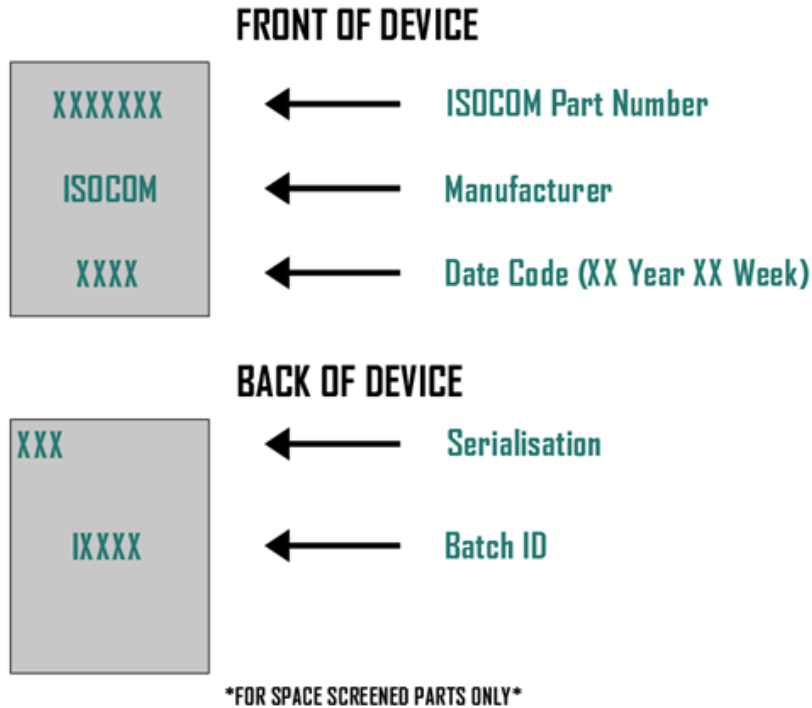 FRONT OF DEVICE
XXXXXXX
ISOCOM Part Number
ISOCOM
Manufacturer
XXXX
Date Code (XX Year XX Week)
BACK OF DEVICE
XXX
Serialisation
IXXXX
Batch ID
*FOR SPACE SCREENED PARTS ONLY*